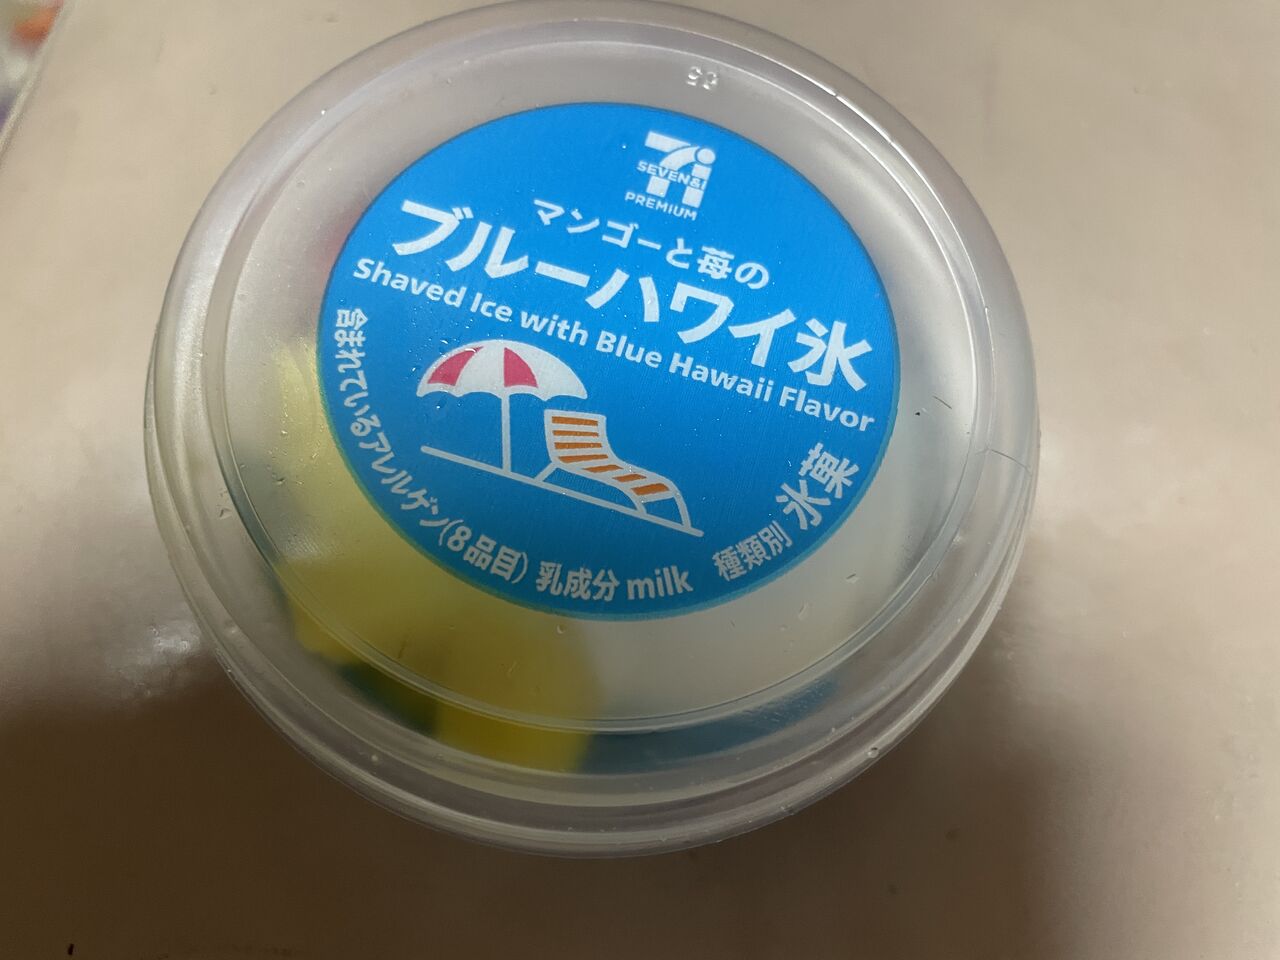 35
SEVEN&i
PREMIUM
マンゴーと苺の
ブルーハワイ氷
Shaved Ice with Blue Hawaii Flavor
含まれているアレルゲン(8品目) 乳成分 milk
種類別 氷菓